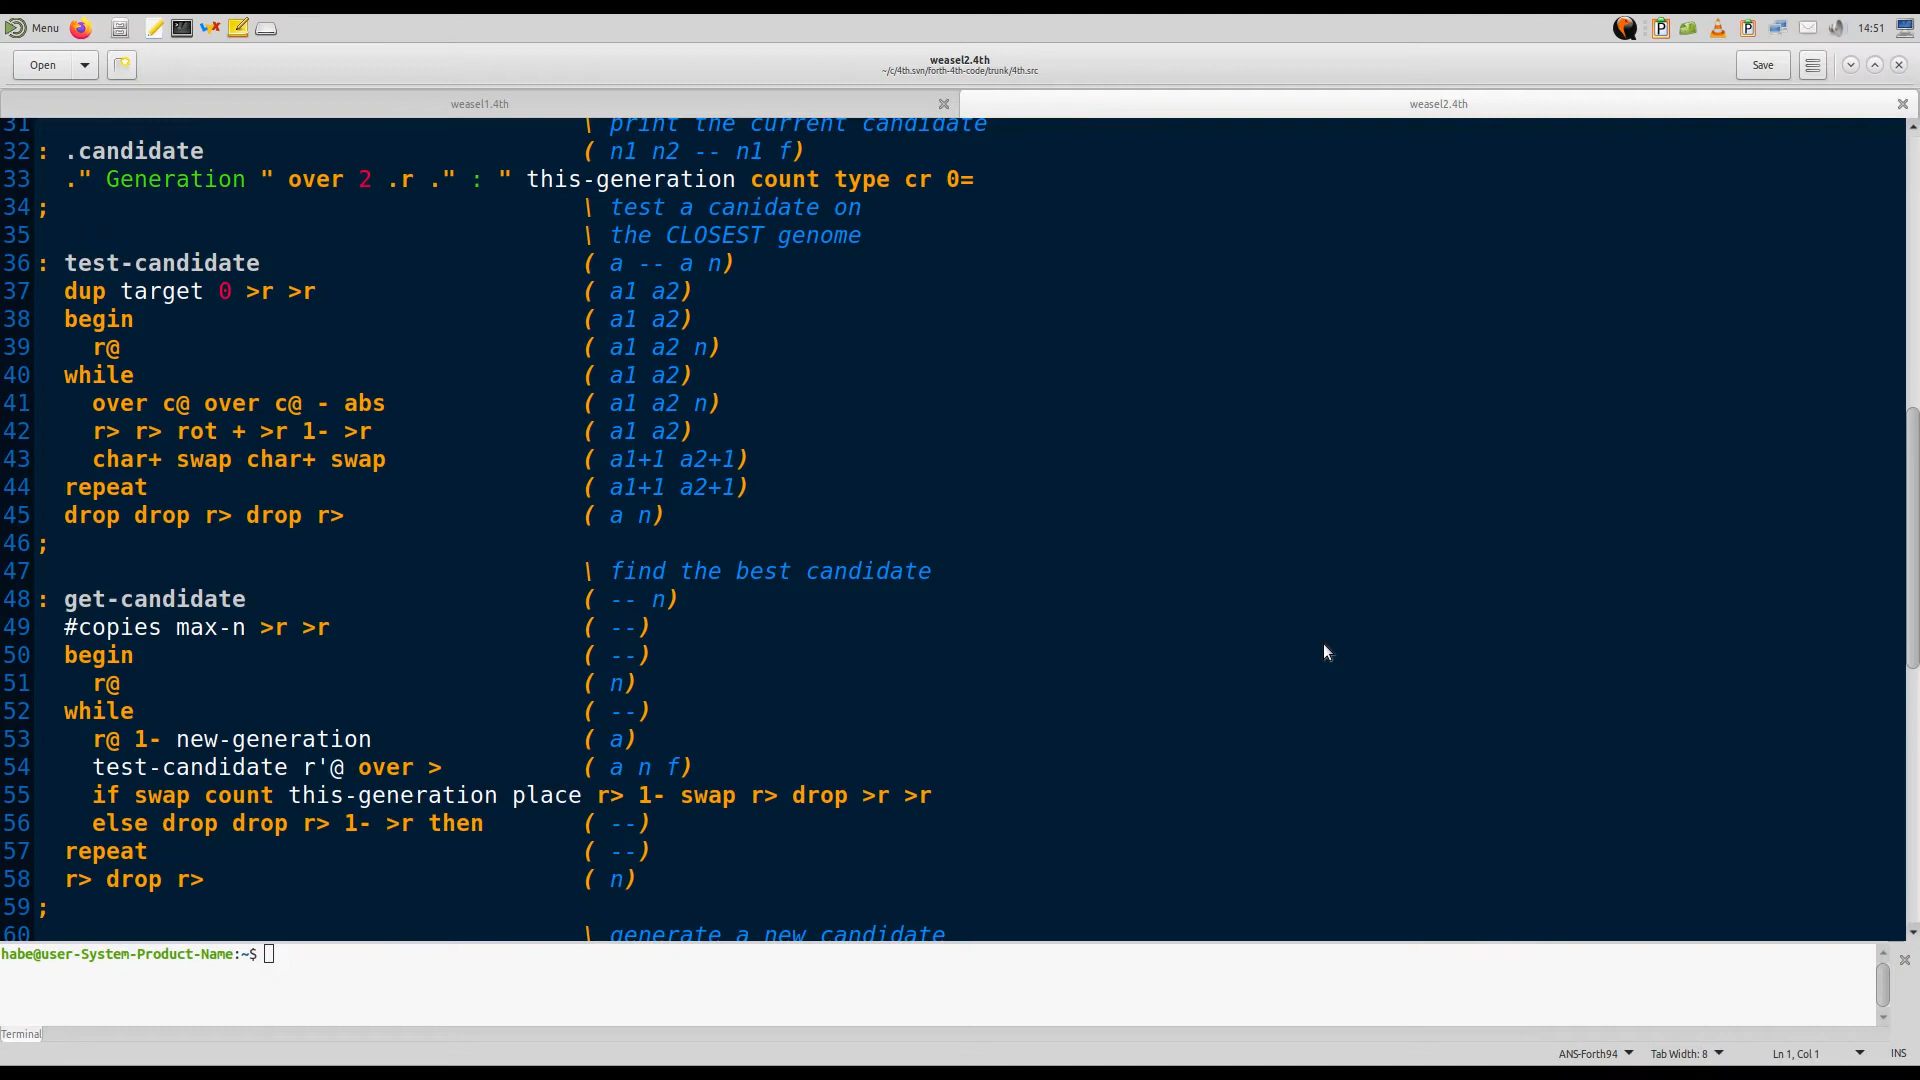 Menu
14:51
Open
weasel2.4th
~/c/4th.svn/forth-4th-code/trunk/4th.src
Save
weasel1.4th
weasel2.4th
31 \ print the current candidate
32 : .candidate ( n1 n2 -- n1 f)
33 ." Generation " over 2 .r ." : " this-generation count type cr 0=
34 ; \ test a canidate on
35 \ the CLOSEST genome
36 : test-candidate ( a -- a n)
37 dup target 0 >r >r ( a1 a2)
38 begin ( a1 a2)
39 r@ ( a1 a2 n)
40 while ( a1 a2)
41 over c@ over c@ - abs ( a1 a2 n)
42 r> r> rot + >r 1- >r ( a1 a2)
43 char+ swap char+ swap ( a1+1 a2+1)
44 repeat ( a1+1 a2+1)
45 drop drop r> drop r> ( a n)
46 ;
47 \ find the best candidate
48 : get-candidate ( -- n)
49 #copies max-n >r >r ( --)
50 begin ( --)
51 r@ ( n)
52 while ( --)
53 r@ 1- new-generation ( a)
54 test-candidate r'@ over > ( a n f)
55 if swap count this-generation place r> 1- swap r> drop >r >r
56 else drop drop r> 1- >r then ( --)
57 repeat ( --)
58 r> drop r> ( n)
59 ;
60 \ generate a new candidate
habe@user-System-Product-Name:~$
Terminal
ANS-Forth94 Tab Width: 8 Ln 1, Col 1 INS